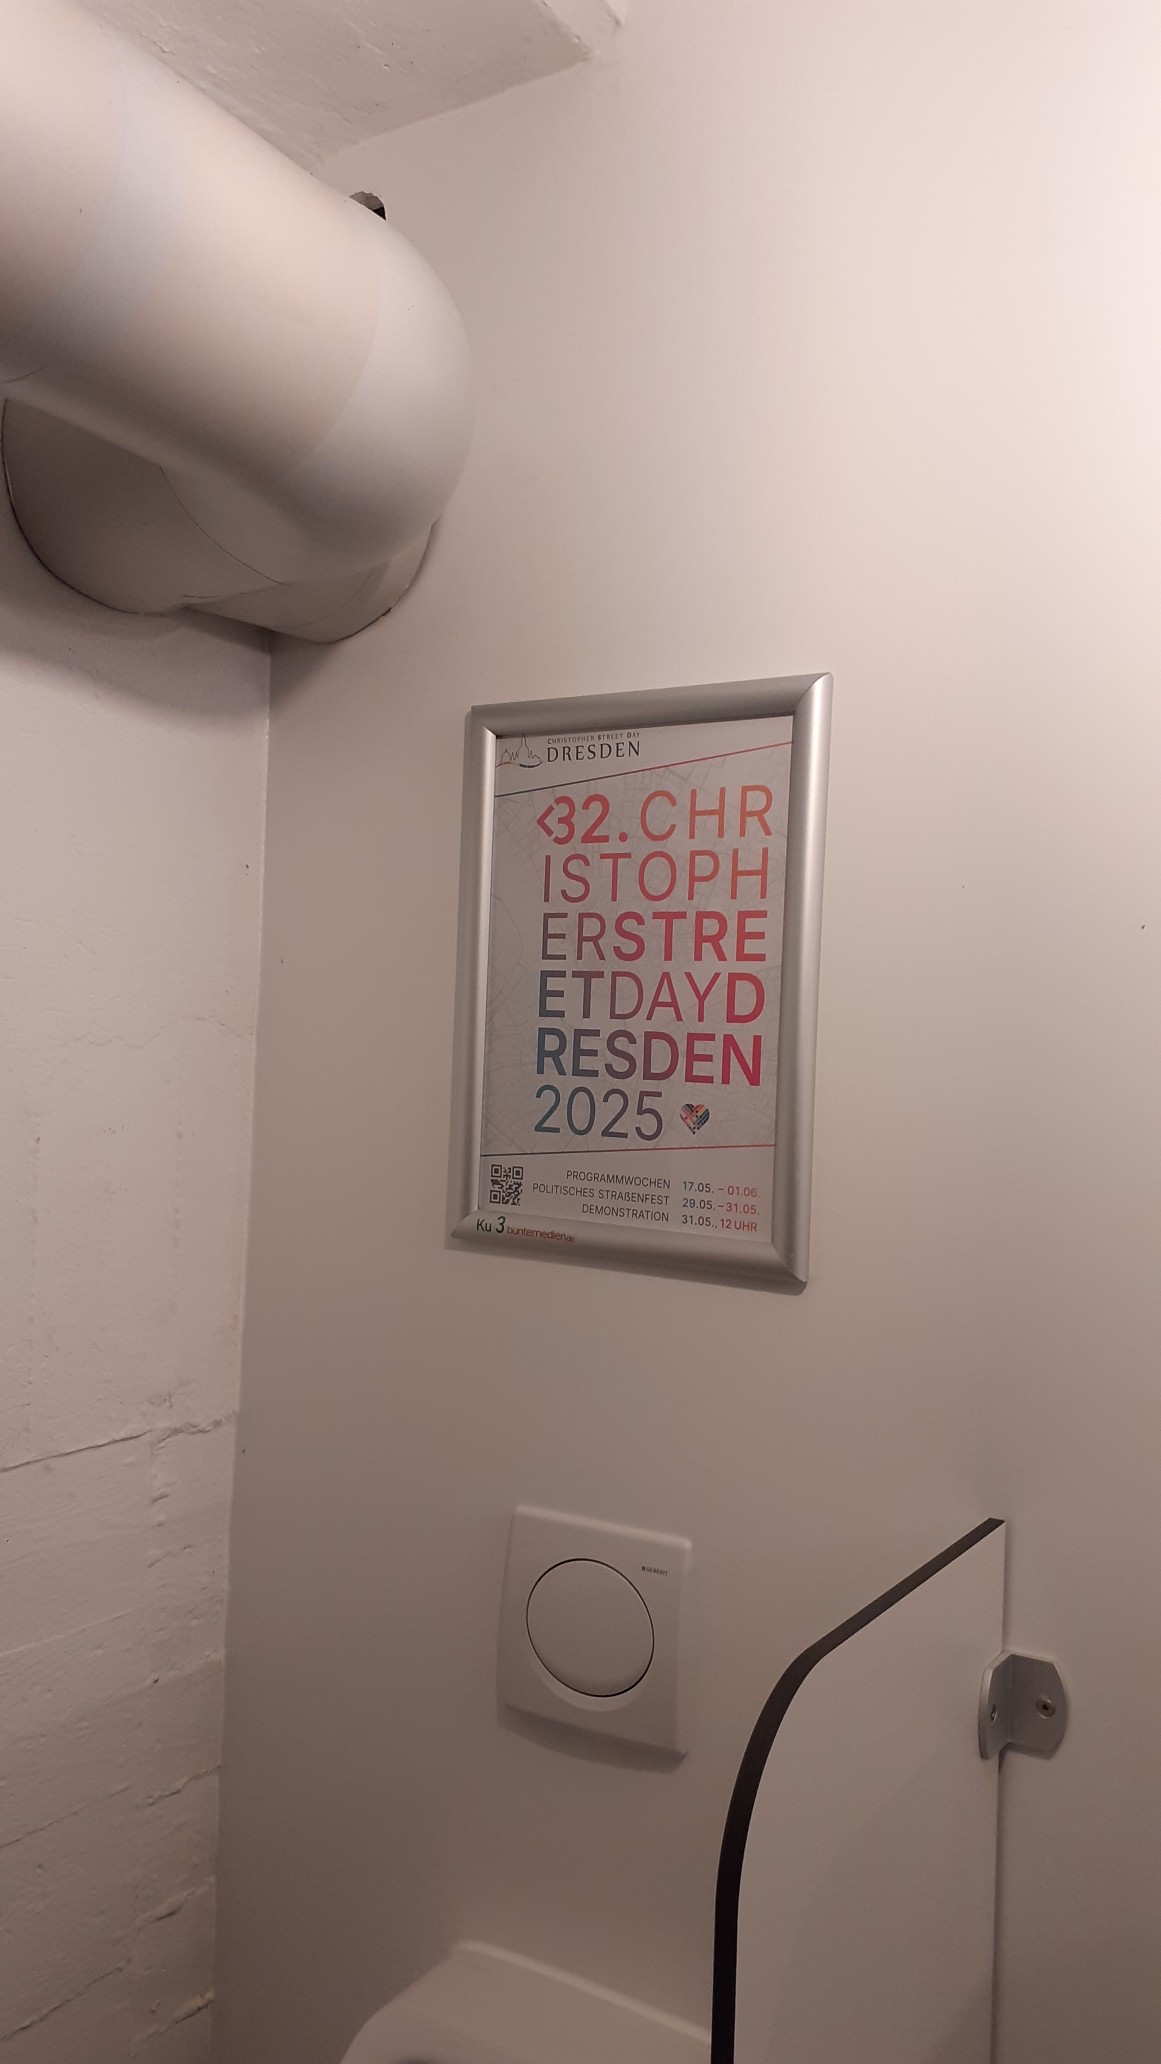 CHRISTOPHER STREET DAY
DRESDEN
<32. CHR
ISTOPH
ERSTRE
ETDAYD
RESDEN
2025
PROGRAMMWOCHEN 17.05. – 01.06.
POLITISCHES STRAßENFEST 29.05. – 31.05.
DEMONSTRATION 31.05., 12 UHR
Ku 3 buntemedien.de
GEBERIT